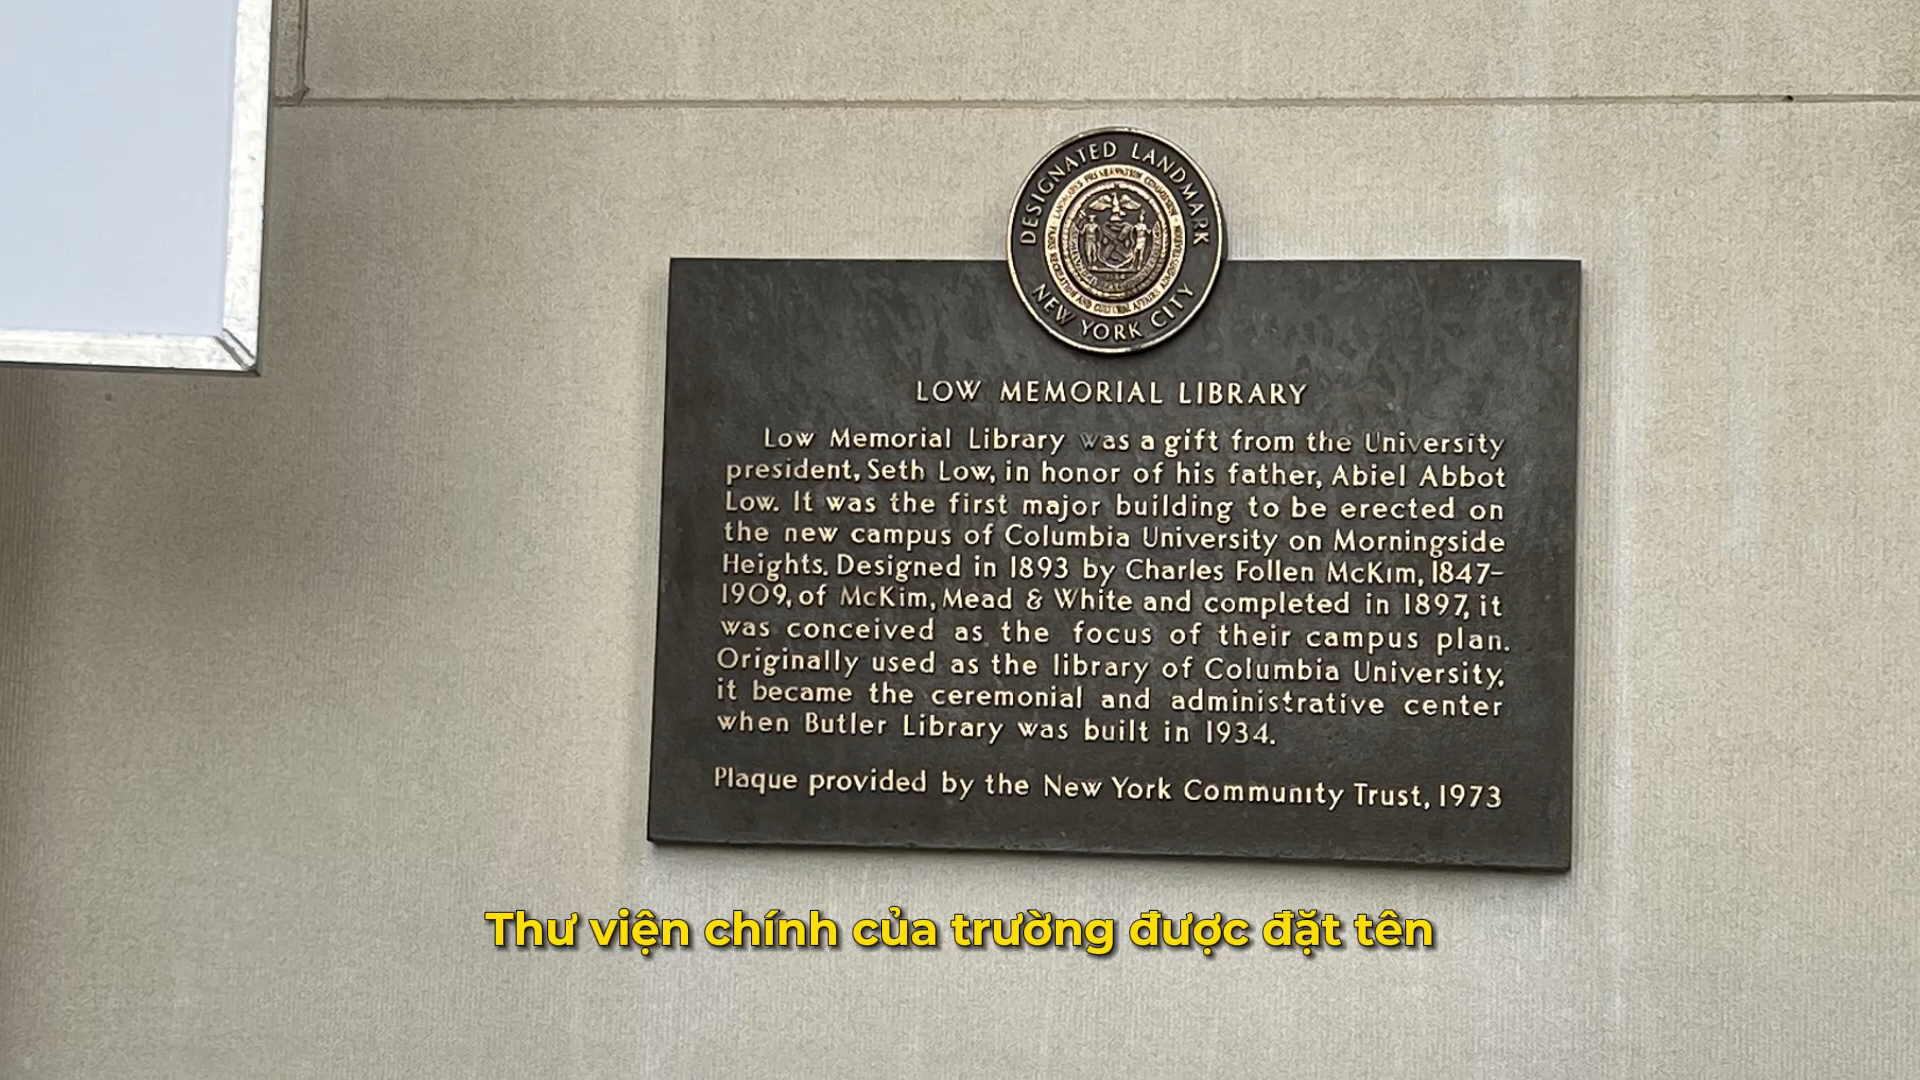 DESIGNATED LANDMARK
NEW YORK CITY
LOW MEMORIAL LIBRARY
Low Memorial Library was a gift from the University
president, Seth Low, in honor of his father, Abiel Abbot
Low. It was the first major building to be erected on
the new campus of Columbia University on Morningside
Heights. Designed in 1893 by Charles Follen McKim, 1847–
1909, of McKim, Mead & White and completed in 1897, it
was conceived as the focus of their campus plan.
Originally used as the library of Columbia University,
it became the ceremonial and administrative center
when Butler Library was built in 1934.
Plaque provided by the New York Community Trust, 1973
Thư viện chính của trường được đặt tên